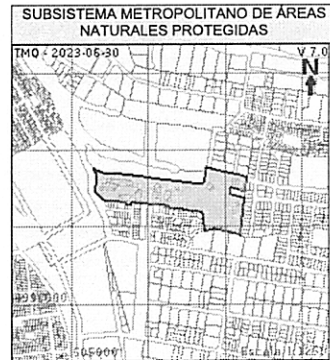 SUBSISTEMA METROPOLITANO DE ÁREAS
NATURALES PROTEGIDAS
TMQ - 2023-06-30
V 7.0
N